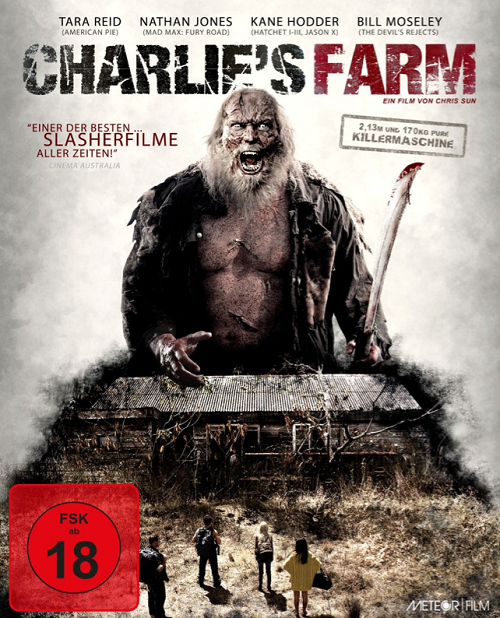 TARA REID NATHAN JONES KANE HODDER BILL MOSELEY
(AMERICAN PIE) (MAD MAX: FURY ROAD) (HATCHET I-III, JASON X) (THE DEVIL'S REJECTS)
CHARLIE'S FARM
EIN FILM VON CHRIS SUN
"EINER DER BESTEN ...
SLASHERFILME
ALLER ZEITEN!"
CINEMA AUSTRALIA
2,13M UND 170KG PURE
KILLERMASCHINE
FSK
ab
18
METEOR FILM